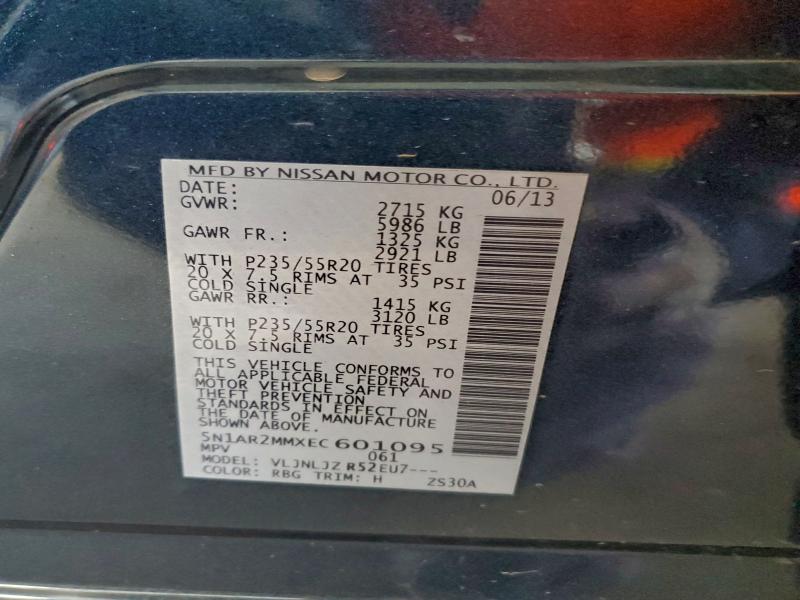 MFD BY NISSAN MOTOR CO., LTD.
DATE: 06/13
GVWR: 2715 KG
5986 LB
GAWR FR.: 1325 KG
2921 LB
WITH P235/55R20 TIRES
20 X 7.5 RIMS AT 35 PSI
COLD SINGLE
GAWR RR.: 1415 KG
3120 LB
WITH P235/55R20 TIRES
20 X 7.5 RIMS AT 35 PSI
COLD SINGLE
THIS VEHICLE CONFORMS TO
ALL APPLICABLE FEDERAL
MOTOR VEHICLE SAFETY AND
THEFT PREVENTION
STANDARDS IN EFFECT ON
THE DATE OF MANUFACTURE
SHOWN ABOVE.
5N1AR2MMXEC601095
MPV 061
MODEL: VLJNLJZ R52EU7---
COLOR: RBG TRIM: H ZS30A